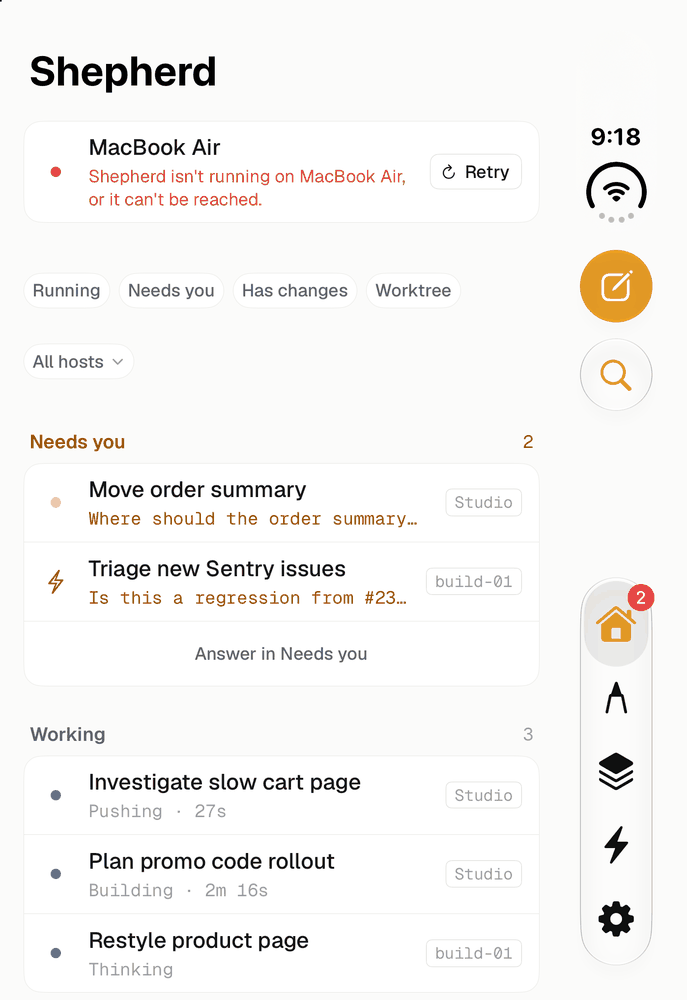 Shepherd
MacBook Air
Shepherd isn't running on MacBook Air,
or it can't be reached.
Retry
9:18
Running
Needs you
Has changes
Worktree
All hosts
Needs you
2
Move order summary
Where should the order summary…
Studio
Triage new Sentry issues
Is this a regression from #23…
build-01
Answer in Needs you
2
Working
3
Investigate slow cart page
Pushing · 27s
Studio
Plan promo code rollout
Building · 2m 16s
Studio
Restyle product page
Thinking
build-01